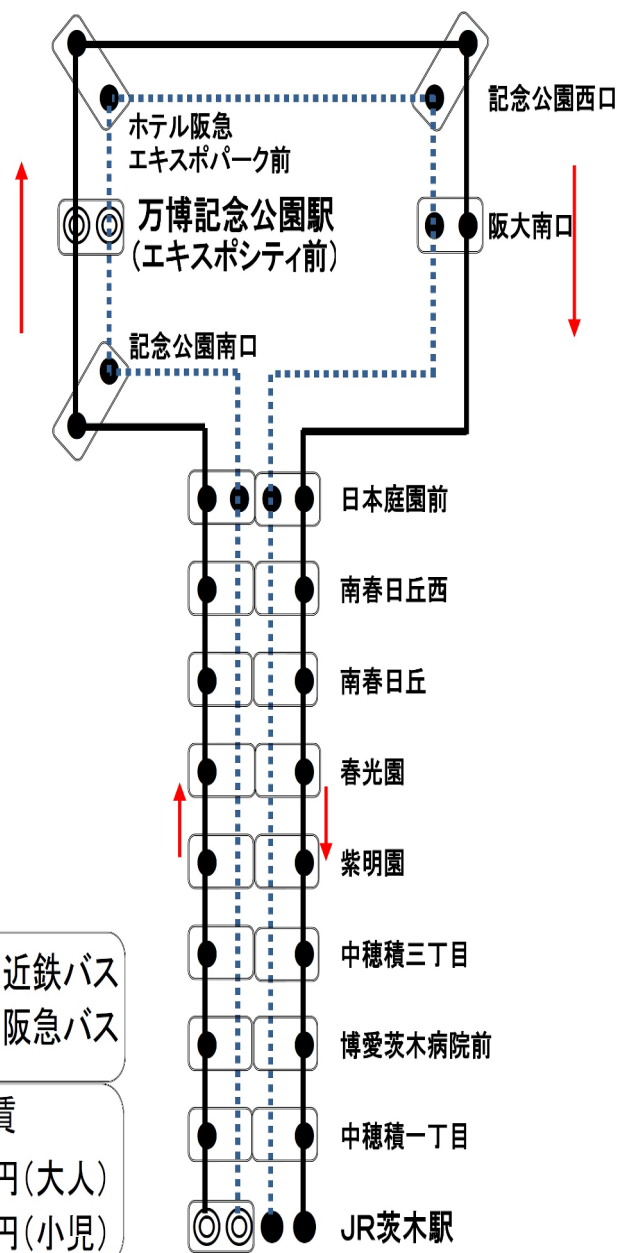 記念公園西口
ホテル阪急
エキスポパーク前
万博記念公園駅
(エキスポシティ前)
阪大南口
記念公園南口
日本庭園前
南春日丘西
南春日丘
春光園
紫明園
近鉄バス
中穂積三丁目
阪急バス
博愛茨木病院前
賃
中穂積一丁目
円(大人)
JR茨木駅
円(小児)